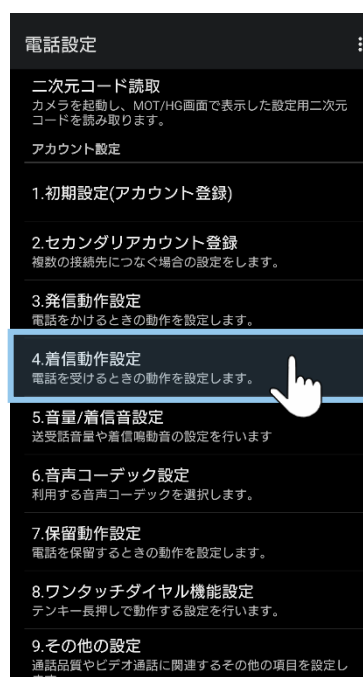 電話設定
二次元コード読取
カメラを起動し、MOT/HG画面で表示した設定用二次元
コードを読み取ります。
アカウント設定
1.初期設定(アカウント登録)
2.セカンダリアカウント登録
複数の接続先につなぐ場合の設定をします。
3.発信動作設定
電話をかけるときの動作を設定します。
4.着信動作設定
電話を受けるときの動作を設定します。
5.音量/着信音設定
送受話音量や着信鳴動音の設定を行います
6.音声コーデック設定
利用する音声コーデックを選択します。
7.保留動作設定
電話を保留するときの動作を設定します。
8.ワンタッチダイヤル機能設定
テンキー長押しで動作する設定を行います。
9.その他の設定
通話品質やビデオ通話に関連するその他の項目を設定し
ます。